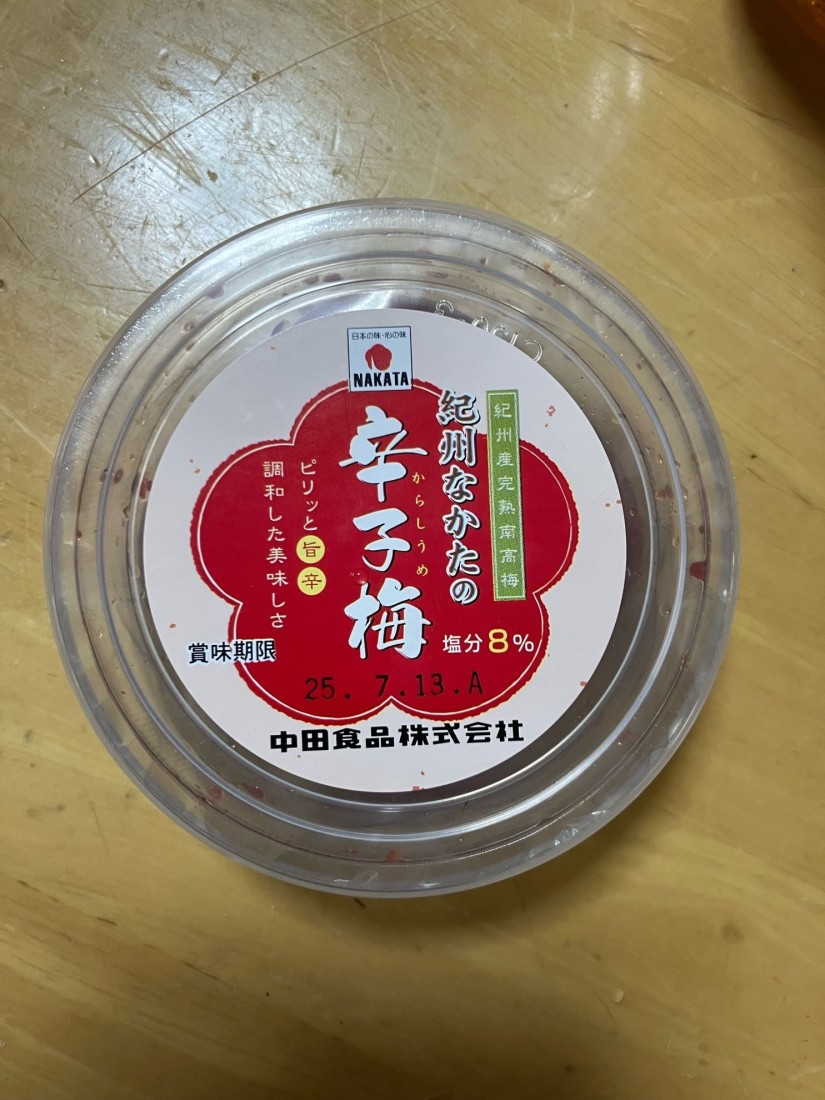 日本の味・心の味
NAKATA
紀州産完熟南高梅
紀州なかたの
辛子梅
からしうめ
ピリッと旨辛
調和した美味しさ
塩分8%
賞味期限
25. 7.13.A
中田食品株式会社